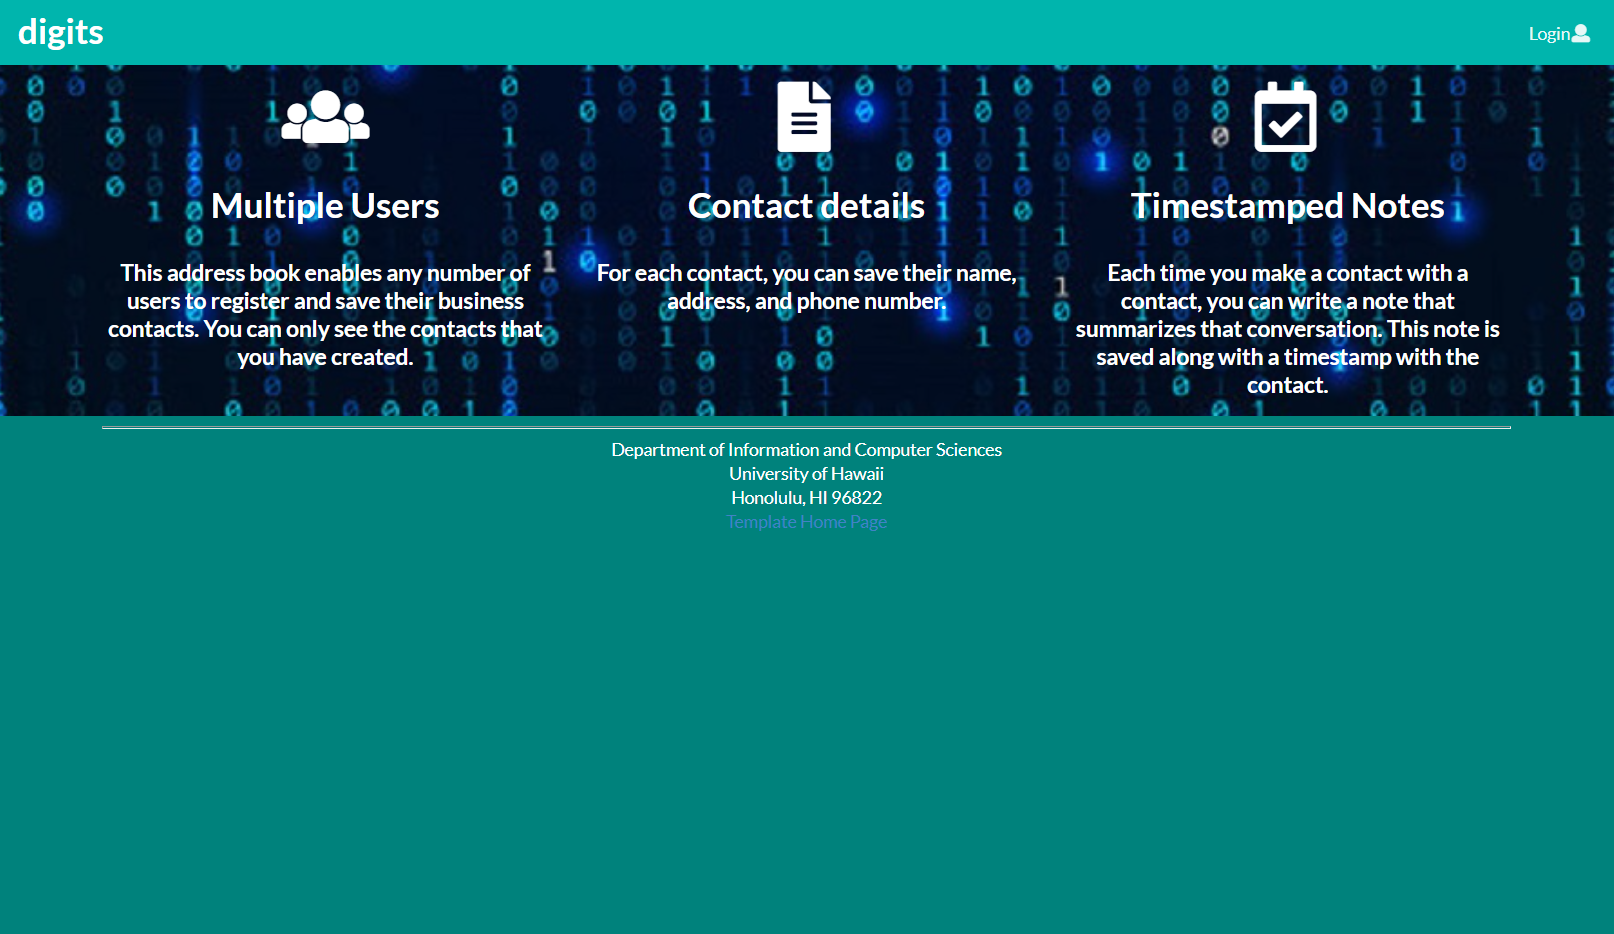 digits
Login
Multiple Users
This address book enables any number of
users to register and save their business
contacts. You can only see the contacts that
you have created.
Contact details
For each contact, you can save their name,
address, and phone number.
Timestamped Notes
Each time you make a contact with a
contact, you can write a note that
summarizes that conversation. This note is
saved along with a timestamp with the
contact.
Department of Information and Computer Sciences
University of Hawaii
Honolulu, HI 96822
Template Home Page